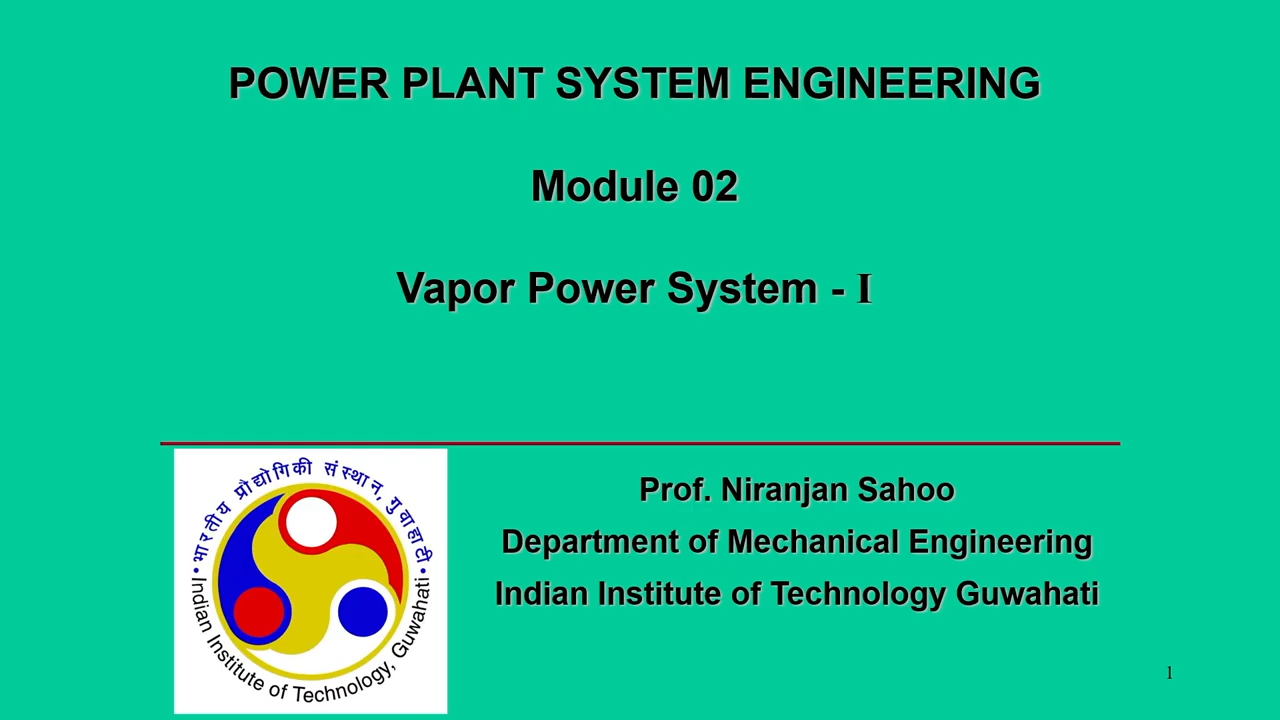 POWER PLANT SYSTEM ENGINEERING
Module 02
Vapor Power System - I
भारतीय प्रौद्योगिकी संस्थान, गुवाहाटी
Indian Institute of Technology, Guwahati
Prof. Niranjan Sahoo
Department of Mechanical Engineering
Indian Institute of Technology Guwahati
1